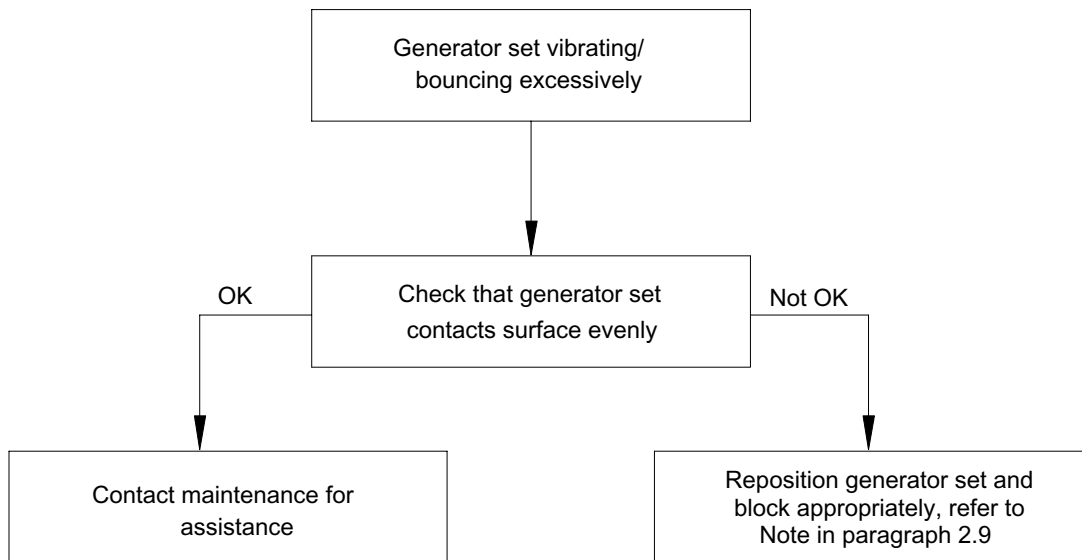 Generator set vibrating/
bouncing excessively
Check that generator set
contacts surface evenly
OK
Not OK
Contact maintenance for
assistance
Reposition generator set and
block appropriately, refer to
Note in paragraph 2.9